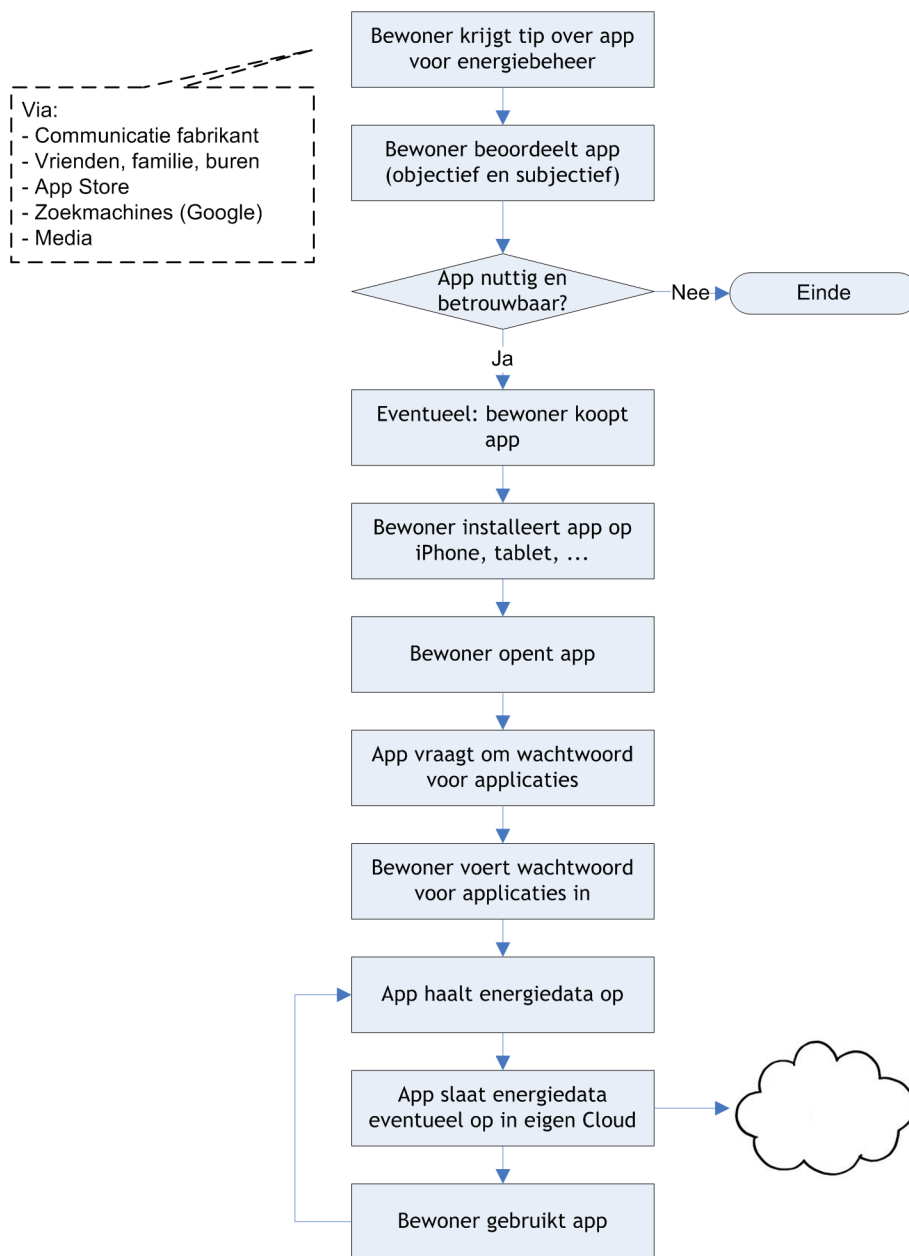 Bewoner krijgt tip over app
voor energiebeheer
Via:
- Communicatie fabrikant
- Vrienden, familie, buren
- App Store
- Zoekmachines (Google)
- Media
Bewoner beoordeelt app
(objectief en subjectief)
App nuttig en
betrouwbaar?
Nee
Einde
Ja
Eventueel: bewoner koopt
app
Bewoner installeert app op
iPhone, tablet, ...
Bewoner opent app
App vraagt om wachtwoord
voor applicaties
Bewoner voert wachtwoord
voor applicaties in
App haalt energiedata op
App slaat energiedata
eventueel op in eigen Cloud
Bewoner gebruikt app